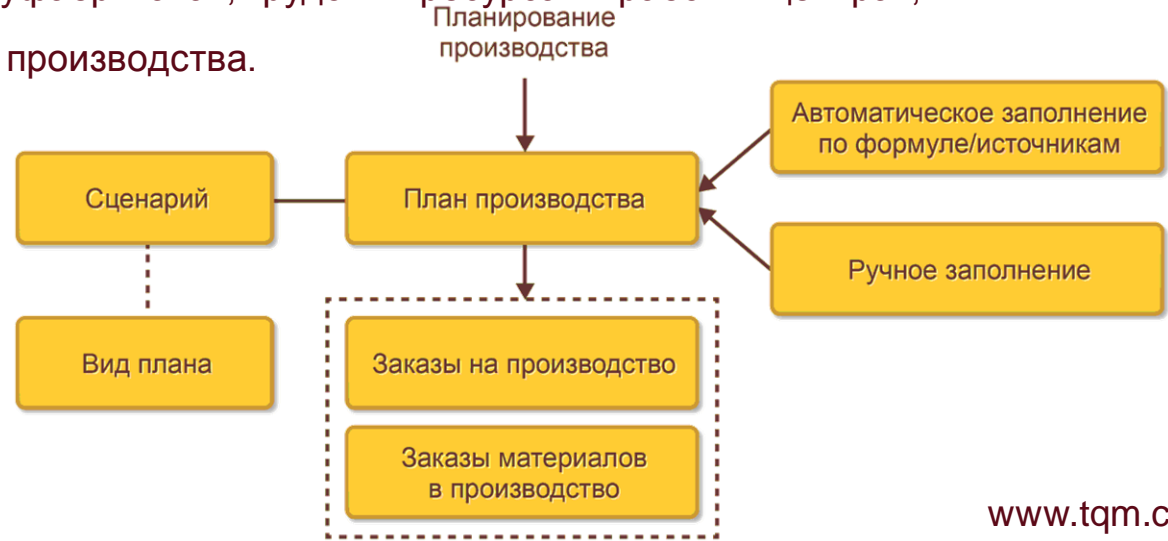 производства.
Планирование
производства
Автоматическое заполнение
по формуле/источникам
Сценарий
План производства
Ручное заполнение
Вид плана
Заказы на производство
Заказы материалов
в производство
www.tqm.c